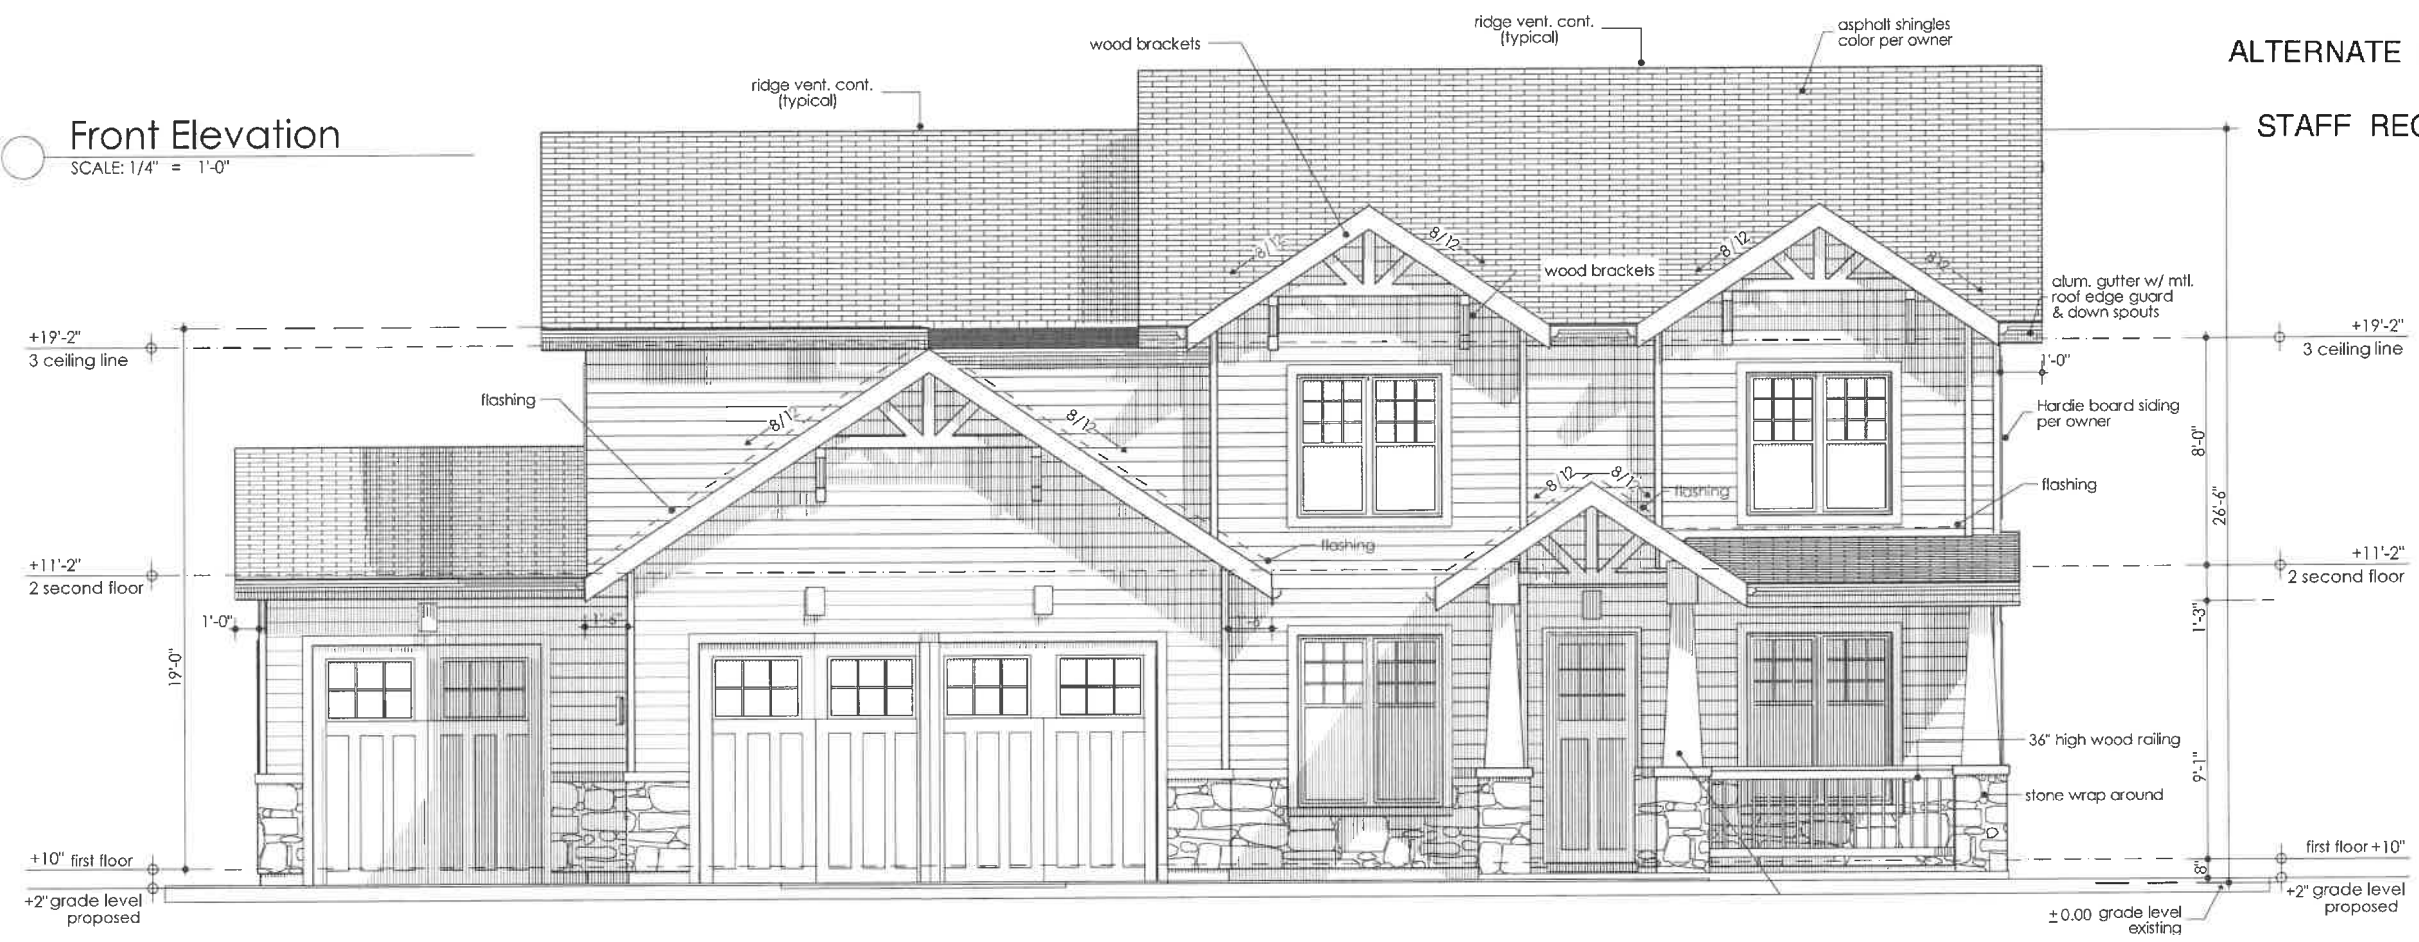 Front Elevation
SCALE: 1/4" = 1'-0"
ridge vent. cont.
(typical)
wood brackets
ridge vent. cont.
(typical)
asphalt shingles
color per owner
ALTERNATE
STAFF REC
8/12
8/12
8/12
8/12
wood brackets
alum. gutter w/ mtl.
roof edge guard
& down spouts
+19'-2"
3 ceiling line
+19'-2"
3 ceiling line
1'-0"
flashing
8/12
8/12
Hardie board siding
per owner
8'-0"
8/12
8/12
flashing
flashing
26'-6"
flashing
+11'-2"
2 second floor
+11'-2"
2 second floor
1'-0"
1'-6"
1'-6"
1'-3"
19'-0"
36" high wood railing
9'-1"
stone wrap around
+10" first floor
first floor +10"
8"
+2" grade level
proposed
+2" grade level
proposed
±0.00 grade level
existing